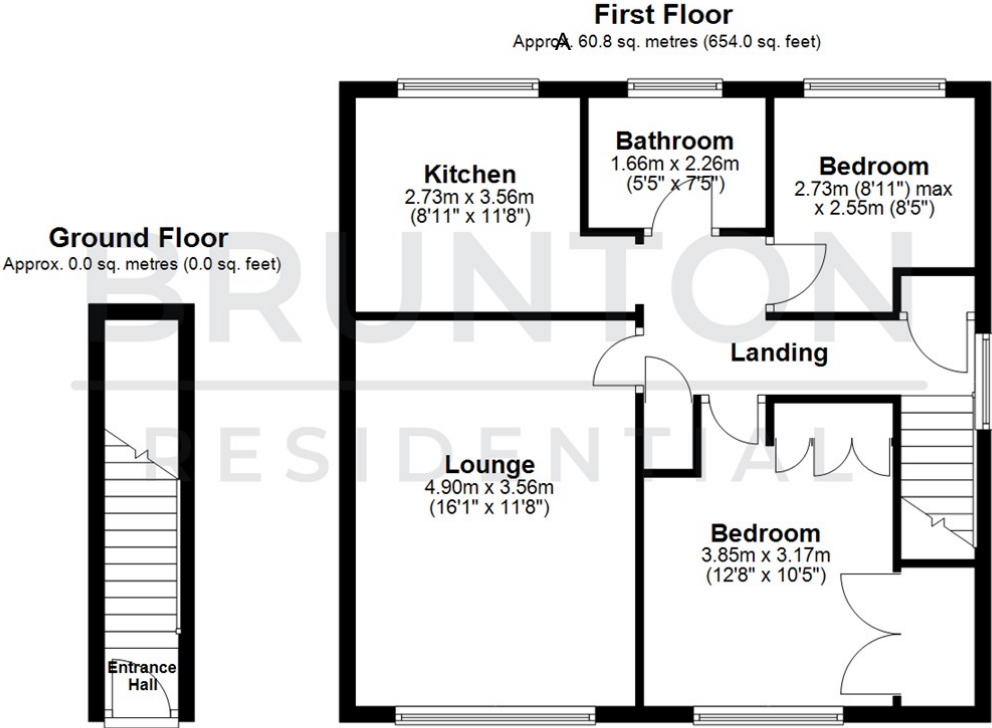 First Floor
Approx. 60.8 sq. metres (654.0 sq. feet)
A
Bathroom
1.66m x 2.26m
(5'5" x 7'5")
Kitchen
2.73m x 3.56m
(8'11" x 11'8")
Bedroom
2.73m (8'11") max
x 2.55m (8'5")
Ground Floor
Approx. 0.0 sq. metres (0.0 sq. feet)
BRUNTON
RESIDENTIAL
Landing
Lounge
4.90m x 3.56m
(16'1" x 11'8")
Bedroom
3.85m x 3.17m
(12'8" x 10'5")
Entrance
Hall